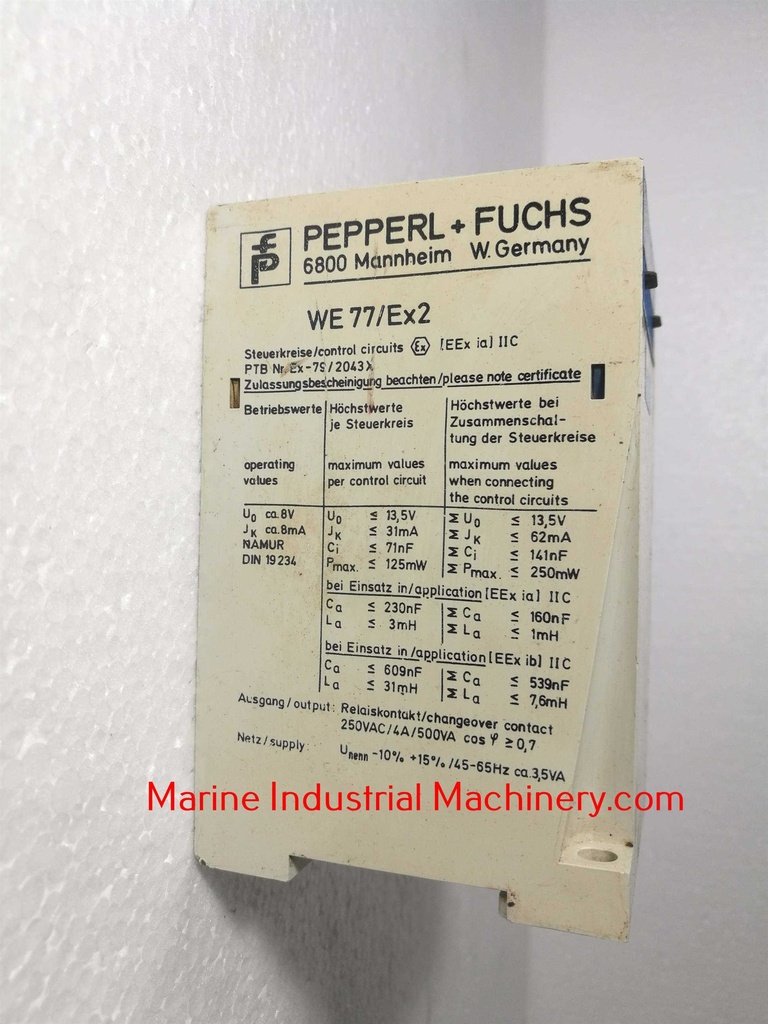 PEPPERL + FUCHS
6800 Mannheim W. Germany
WE 77/Ex2
Steuerkreise/control circuits Ex [EEx ia] IIC
PTB Nr. Ex-79/2043X
Zulassungsbescheinigung beachten/please note certificate
Betriebswerte
operating
values
Höchstwerte
je Steuerkreis
maximum values
per control circuit
Höchstwerte bei
Zusammenschal-
tung der Steuerkreise
maximum values
when connecting
the control circuits
U₀ ca.8V
JK ca.8mA
NAMUR
DIN 19234
U₀ ≤ 13,5V
JK ≤ 31mA
Ci ≤ 71nF
Pmax. ≤ 125mW
Σ U₀ ≤ 13,5V
Σ JK ≤ 62mA
Σ Ci ≤ 141nF
Σ Pmax. ≤ 250mW
bei Einsatz in/application [EEx ia] IIC
Ca ≤ 230nF
La ≤ 3mH
Σ Ca ≤ 160nF
Σ La ≤ 1mH
bei Einsatz in/application [EEx ib] IIC
Ca ≤ 609nF
La ≤ 31mH
Σ Ca ≤ 539nF
Σ La ≤ 7,6mH
Ausgang/output: Relaiskontakt/changeover contact
250VAC/4A/500VA cos φ ≥ 0,7
Netz/supply: Unenn -10% +15%/45-65Hz ca.3,5VA
Marine Industrial Machinery.com